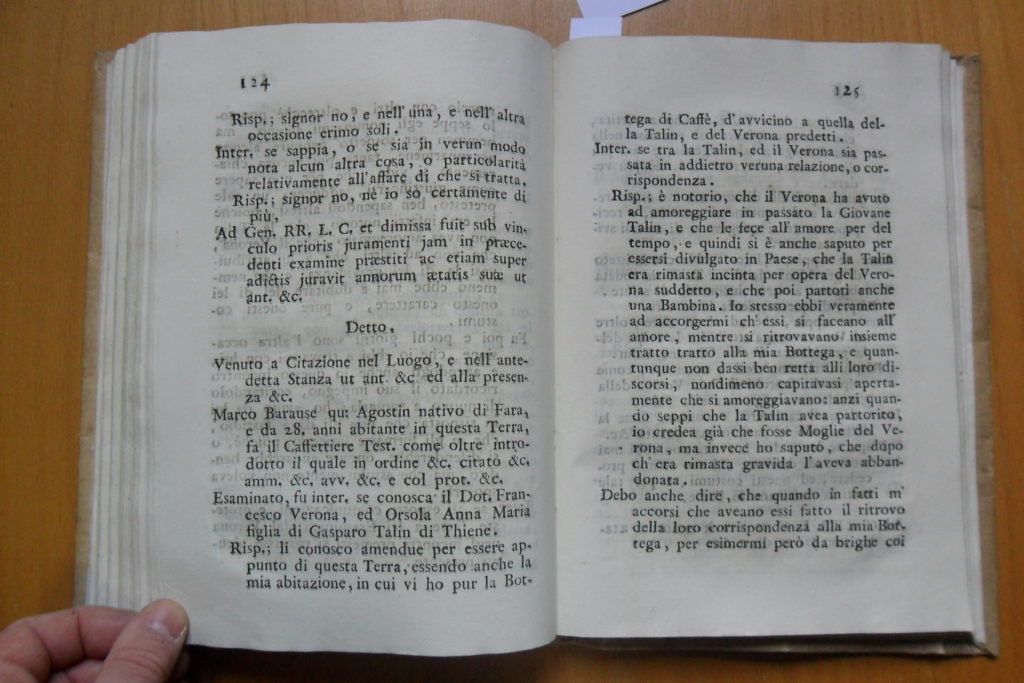 124
Risp.; signor no, e nell'una, e nell'altra
occasione erimo soli.
Inter. se sappia, o se sia in verun modo
nota alcun altra cosa, o particolarità
relativamente all'affare di che si tratta.
Risp.; signor no, nè io so certamente di
più.
Ad Gen. RR. L. C. et dimissa fuit sub vin-
culo prioris juramenti jam in præce-
denti examine præstiti ac etiam super
adictis juravit annorum ætatis suæ ut
ant. &c.
Detto.
Venuto a Citazione nel Luogo, e nell'ante-
detta Stanza ut ant. &c ed alla presen-
za &c.
Marco Barause qu: Agostin nativo di Fara,
e da 28. anni abitante in questa Terra,
fa il Caffettiere Test. come oltre intro-
dotto il quale in ordine &c. citato &c.
amm. &c. avv. &c. e col prot. &c.
Esaminato, fu inter. se conosca il Dot. Fran-
cesco Verona, ed Orsola Anna Maria
figlia di Gasparo Talin di Thiene.
Risp.; li conosco amendue per essere ap-
punto di questa Terra, essendo anche la
mia abitazione, in cui vi ho pur la Bot-
125
tega di Caffè, d'avvicino a quella del-
la Talin, e del Verona predetti.
Inter. se tra la Talin, ed il Verona sia pas-
sata in addietro veruna relazione, o cor-
rispondenza.
Risp.; è notorio, che il Verona ha avuto
ad amoreggiare in passato la Giovane
Talin, e che le fece all'amore per del
tempo, e quindi si è anche saputo per
essersi divulgato in Paese, che la Talin
era rimasta incinta per opera del Vero-
na suddetto, e che poi partorì anche
una Bambina. Io stesso ebbi veramente
ad accorgermi ch'essi si faceano all'
amore, mentre si ritrovavano insieme
tratto tratto alla mia Bottega, e quan-
tunque non dassi ben retta alli loro di-
scorsi, nondimeno capitavasi aperta-
mente che si amoreggiavano: anzi quan-
do seppi che la Talin avea partorito,
io credea già che fosse Moglie del Ve-
rona, ma invece ho saputo, che dopo
ch'era rimasta gravida l'aveva abban-
donata.
Debo anche dire, che quando in fatti m'
accorsi che aveano essi fatto il ritrovo
della loro corrispondenza alla mia Bot-
tega, per esimermi però da brighe coi